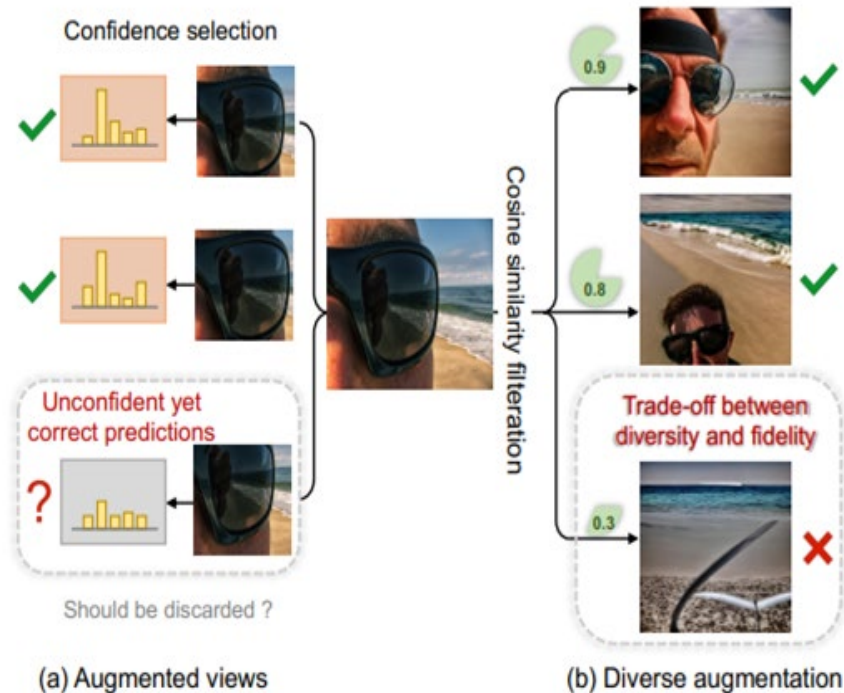 Confidence selection
Unconfident yet
correct predictions
?
Should be discarded ?
(a) Augmented views
Cosine similarity filteration
0.9
0.8
Trade-off between
diversity and fidelity
0.3
(b) Diverse augmentation